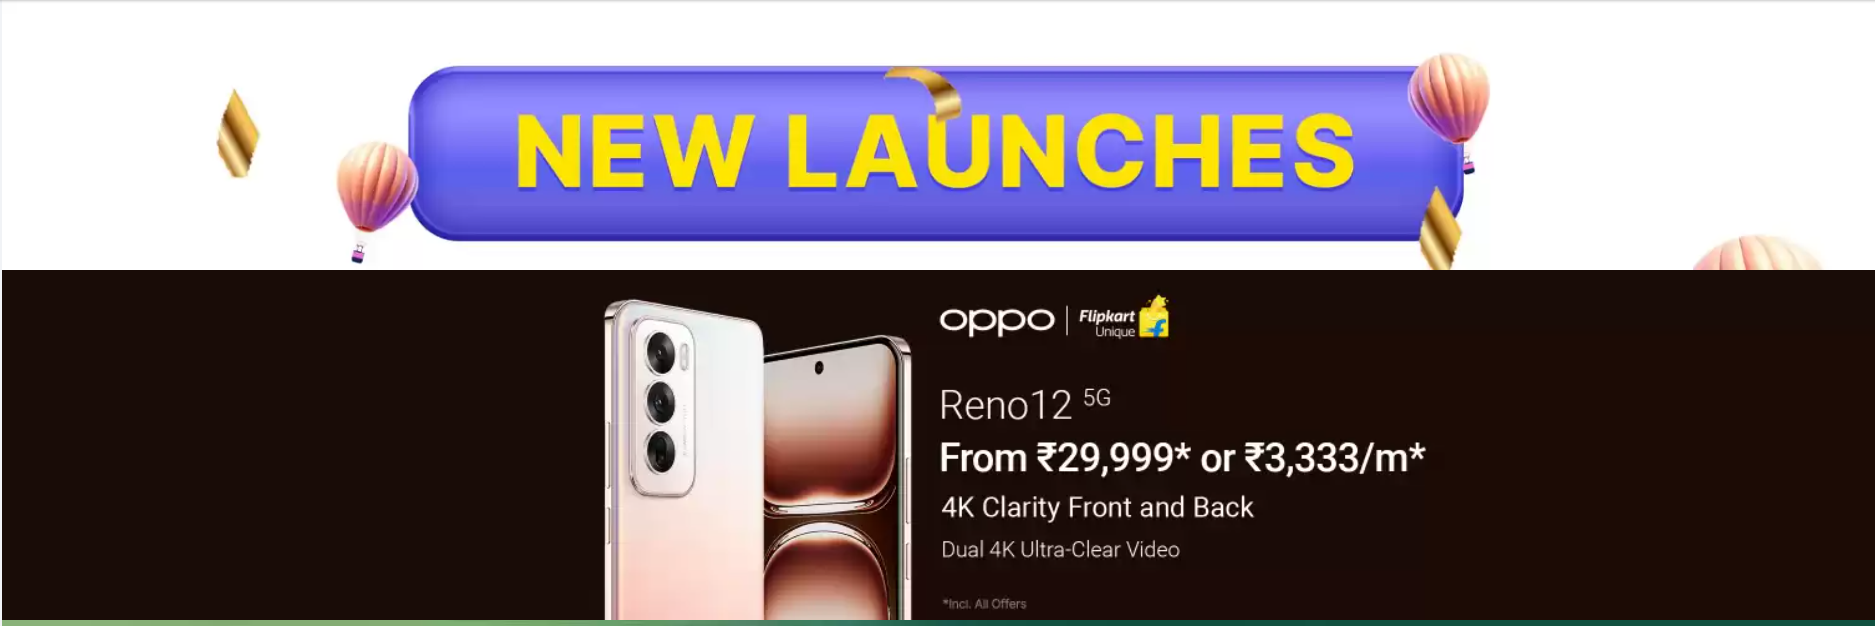 NEW LAUNCHES
oppo | Flipkart Unique
Reno12 5G
From ₹29,999* or ₹3,333/m*
4K Clarity Front and Back
Dual 4K Ultra-Clear Video
*Incl. All Offers